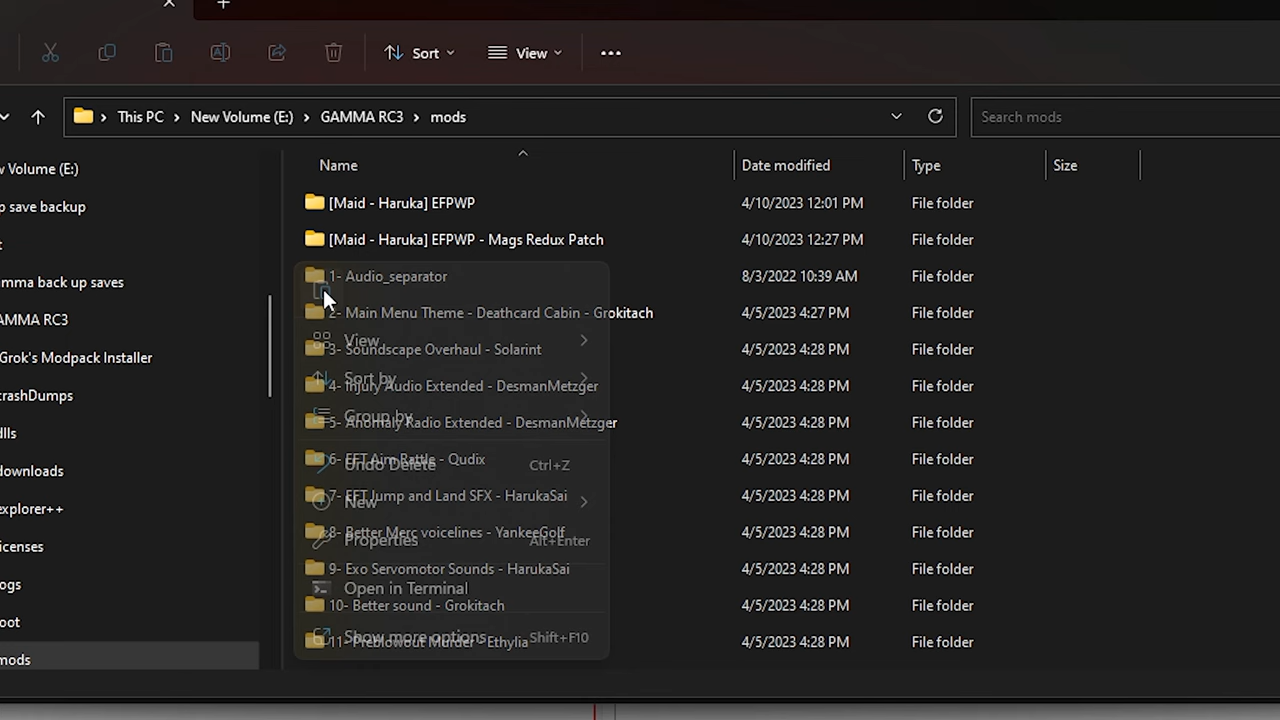 Sort
View
This PC
New Volume (E:)
GAMMA RC3
mods
Search mods
Name
Date modified
Type
Size
w Volume (E:)
p save backup
t
mma back up saves
AMMA RC3
Grok's Modpack Installer
rashDumps
lls
ownloads
xplorer++
icenses
ogs
oot
mods
[Maid - Haruka] EFPWP 4/10/2023 12:01 PM File folder
[Maid - Haruka] EFPWP - Mags Redux Patch 4/10/2023 12:27 PM File folder
1- Audio_separator 8/3/2022 10:39 AM File folder
2- Main Menu Theme - Deathcard Cabin - Grokitach 4/5/2023 4:27 PM File folder
View
3- Soundscape Overhaul - Solarint 4/5/2023 4:28 PM File folder
Sort by
4- Injury Audio Extended - DesmanMetzger 4/5/2023 4:28 PM File folder
Group by
5- Anomaly Radio Extended - DesmanMetzger 4/5/2023 4:28 PM File folder
6- EFT Aim Rattle - Qudix 4/5/2023 4:28 PM File folder
Undo Delete Ctrl+Z
7- EFT Jump and Land SFX - HarukaSai 4/5/2023 4:28 PM File folder
New
8- Better Merc voicelines - YankeeGolf 4/5/2023 4:28 PM File folder
Properties Alt+Enter
9- Exo Servomotor Sounds - HarukaSai 4/5/2023 4:28 PM File folder
Open in Terminal
10- Better sound - Grokitach 4/5/2023 4:28 PM File folder
Show more options Shift+F10
11- Preblowout Murder - Ethylia 4/5/2023 4:28 PM File folder